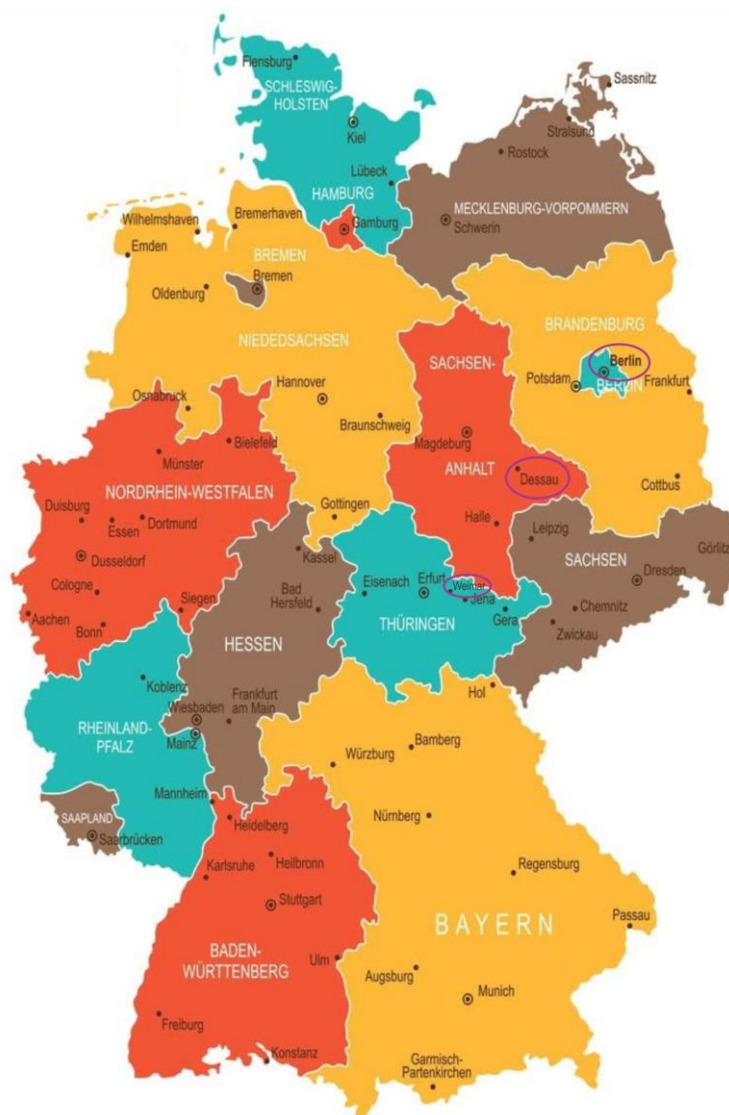 Flensburg
SCHLESWIG-
HOLSTEN
Kiel
Lübeck
HAMBURG
Gamburg
Sassnitz
Stralsund
Rostock
MECKLENBURG-VORPOMMERN
Schwerin
Wilhelmshaven
Bremerhaven
Emden
BREMEN
Bremen
Oldenburg
NIEDEDSACHSEN
Hannover
Osnabruck
Braunschweig
Gottingen
BRANDENBURG
Berlin
BERLIN
Potsdam
Frankfurt
Cottbus
SACHSEN-
Magdeburg
ANHALT
Dessau
Halle
Bielefeld
Münster
NORDRHEIN-WESTFALEN
Duisburg
Essen
Dortmund
Dusseldorf
Cologne
Aachen
Bonn
Siegen
Kassel
Bad
Hersfeld
HESSEN
Wiesbaden
Frankfurt
am Main
Eisenach
Erfurt
Weimar
Jena
Gera
THÜRINGEN
Leipzig
SACHSEN
Görlitz
Dresden
Chemnitz
Zwickau
Koblenz
RHEINLAND-
PFALZ
Mainz
Mannheim
SAAPLAND
Saarbrücken
Hol
Bamberg
Würzburg
Nürnberg
Regensburg
BAYERN
Passau
Augsburg
Munich
Garmisch-
Partenkirchen
Heidelberg
Karlsruhe
Heilbronn
Stuttgart
BADEN-
WÜRTTENBERG
Ulm
Freiburg
Konstanz